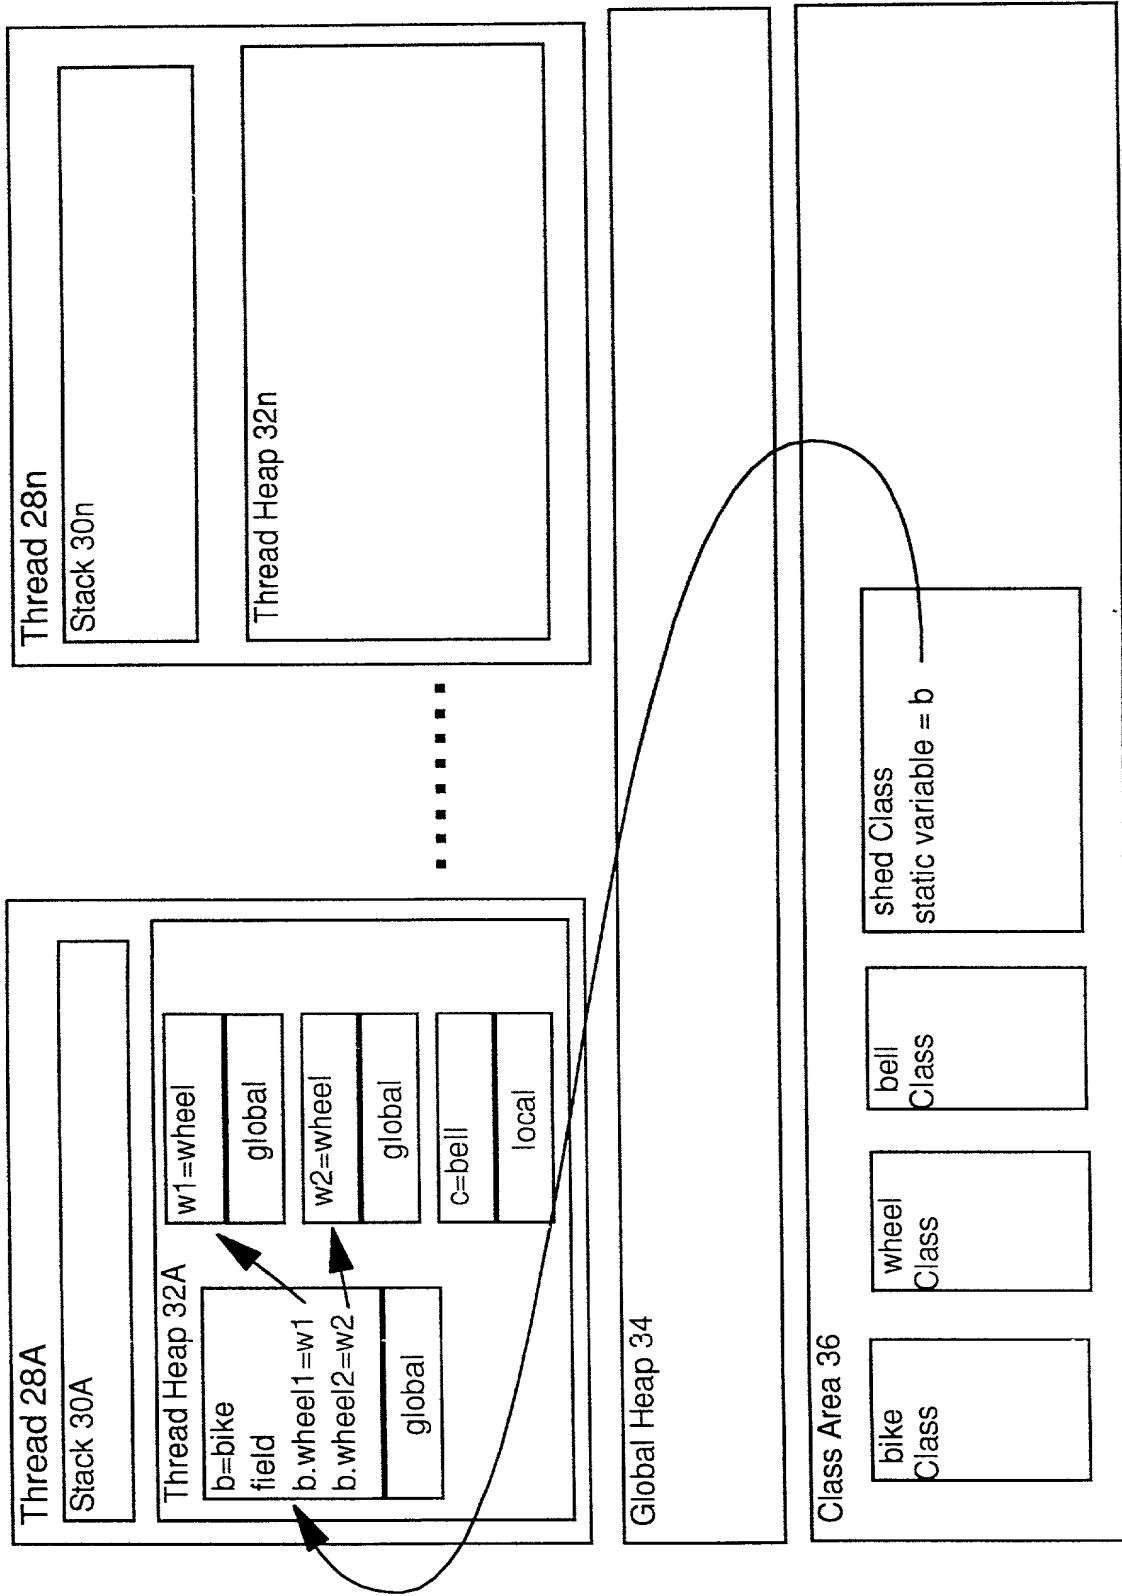 Thread 28A
Stack 30A
Thread Heap 32A
b=bike
field
b.wheel1=w1
b.wheel2=w2
global
w1=wheel
global
w2=wheel
global
c=bell
local
Thread 28n
Stack 30n
Thread Heap 32n
Global Heap 34
Class Area 36
bike
Class
wheel
Class
bell
Class
shed Class
static variable = b